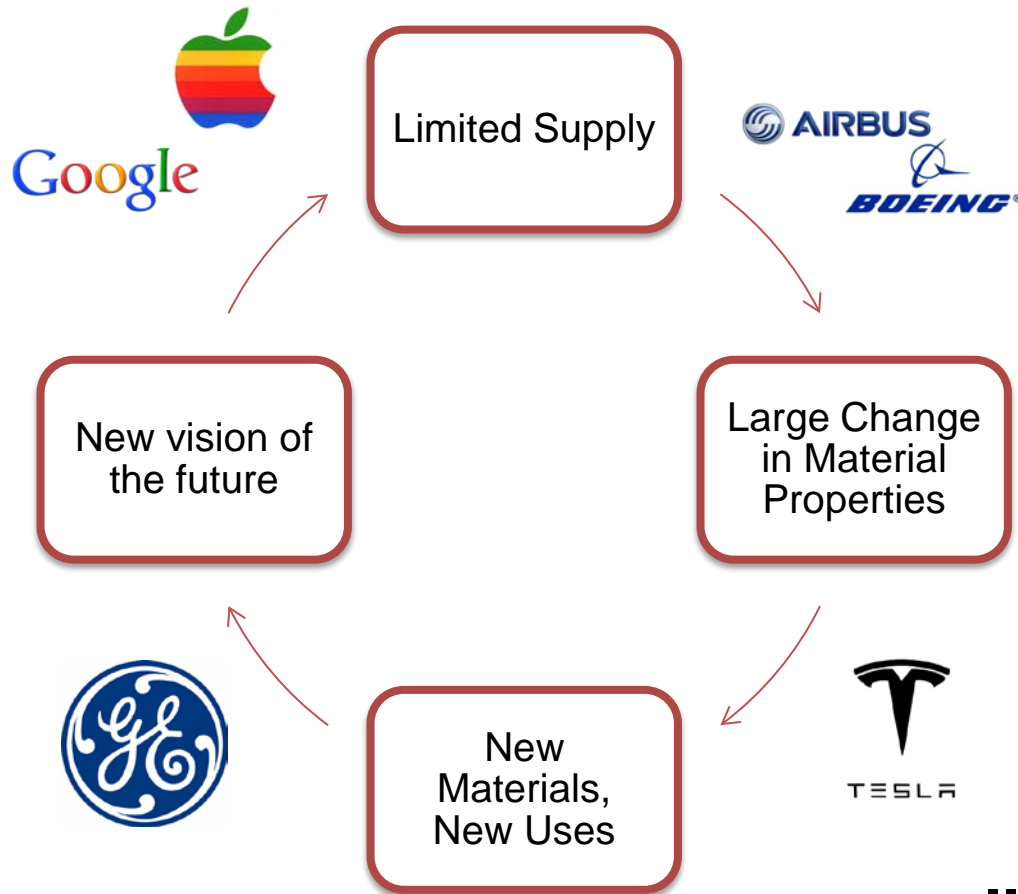 Limited Supply
AIRBUS
BOEING®
Google
New vision of
the future
Large Change
in Material
Properties
GE
New
Materials,
New Uses
TESLA